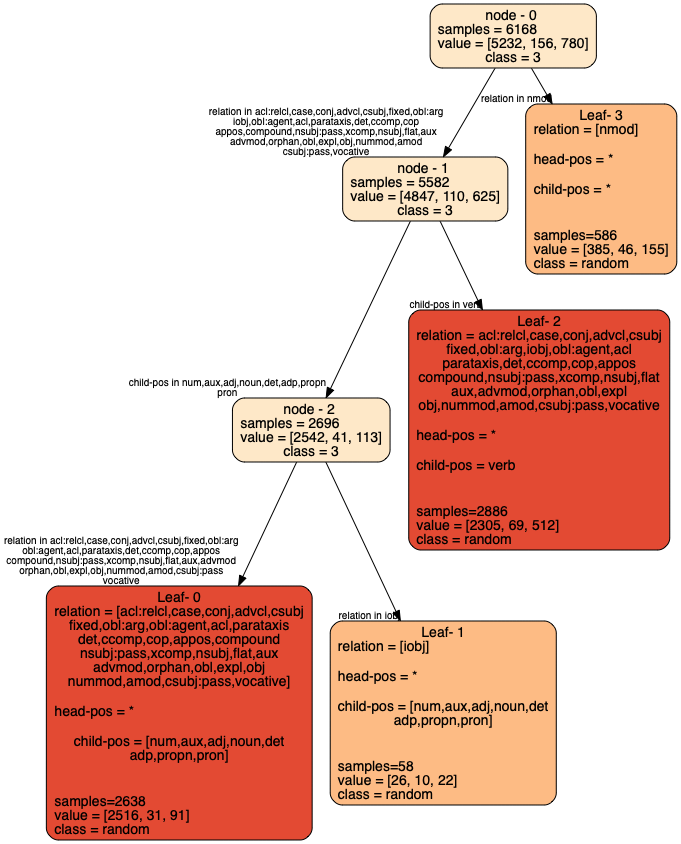 node - 0
samples = 6168
value = [5232, 156, 780]
class = 3
relation in nmod
relation in acl:relcl,case,conj,advcl,csubj,fixed,obl:arg
iobj,obl:agent,acl,parataxis,det,ccomp,cop
appos,compound,nsubj:pass,xcomp,nsubj,flat,aux
advmod,orphan,obl,expl,obj,nummod,amod
csubj:pass,vocative
Leaf- 3
relation = [nmod]
head-pos = *
child-pos = *
samples=586
value = [385, 46, 155]
class = random
node - 1
samples = 5582
value = [4847, 110, 625]
class = 3
child-pos in verb
Leaf- 2
relation = acl:relcl,case,conj,advcl,csubj
fixed,obl:arg,iobj,obl:agent,acl
parataxis,det,ccomp,cop,appos
compound,nsubj:pass,xcomp,nsubj,flat
aux,advmod,orphan,obl,expl
obj,nummod,amod,csubj:pass,vocative
head-pos = *
child-pos = verb
samples=2886
value = [2305, 69, 512]
class = random
child-pos in num,aux,adj,noun,det,adp,propn
pron
node - 2
samples = 2696
value = [2542, 41, 113]
class = 3
relation in acl:relcl,case,conj,advcl,csubj,fixed,obl:arg
obl:agent,acl,parataxis,det,ccomp,cop,appos
compound,nsubj:pass,xcomp,nsubj,flat,aux,advmod
orphan,obl,expl,obj,nummod,amod,csubj:pass
vocative
Leaf- 0
relation = [acl:relcl,case,conj,advcl,csubj
fixed,obl:arg,obl:agent,acl,parataxis
det,ccomp,cop,appos,compound
nsubj:pass,xcomp,nsubj,flat,aux
advmod,orphan,obl,expl,obj
nummod,amod,csubj:pass,vocative]
head-pos = *
child-pos = [num,aux,adj,noun,det
adp,propn,pron]
samples=2638
value = [2516, 31, 91]
class = random
relation in iobj
Leaf- 1
relation = [iobj]
head-pos = *
child-pos = [num,aux,adj,noun,det
adp,propn,pron]
samples=58
value = [26, 10, 22]
class = random